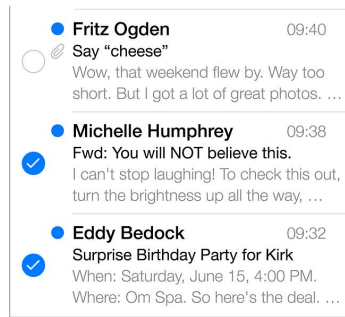 Fritz Ogden 09:40
Say “cheese”
Wow, that weekend flew by. Way too
short. But I got a lot of great photos. …
Michelle Humphrey 09:38
Fwd: You will NOT believe this.
I can't stop laughing! To check this out,
turn the brightness up all the way, …
Eddy Bedock 09:32
Surprise Birthday Party for Kirk
When: Saturday, June 15, 4:00 PM.
Where: Om Spa. So here's the deal. …